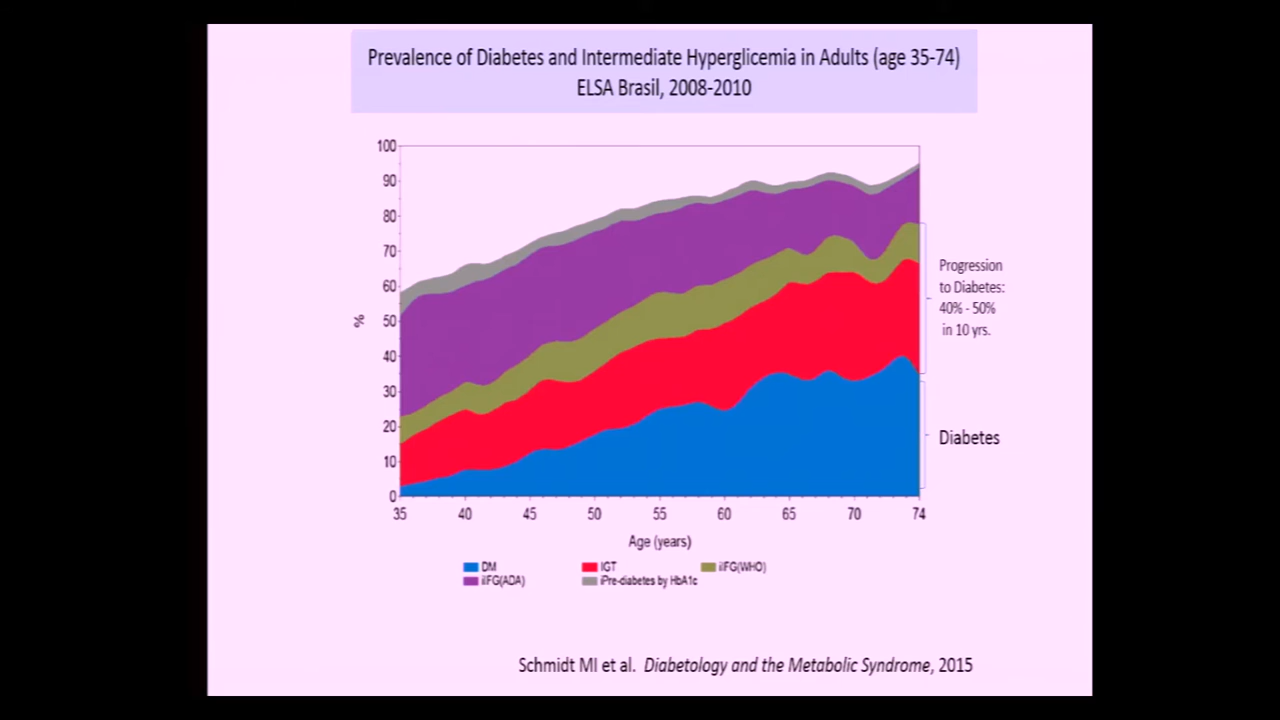 Prevalence of Diabetes and Intermediate Hyperglicemia in Adults (age 35-74)
ELSA Brasil, 2008-2010
100
90
80
70
60
50
40
30
20
10
0
%
35 40 45 50 55 60 65 70 74
Age (years)
Progression
to Diabetes:
40% - 50%
in 10 yrs.
Diabetes
DM IGT iIFG(WHO)
iIFG(ADA) iPre-diabetes by HbA1c
Schmidt MI et al. Diabetology and the Metabolic Syndrome, 2015